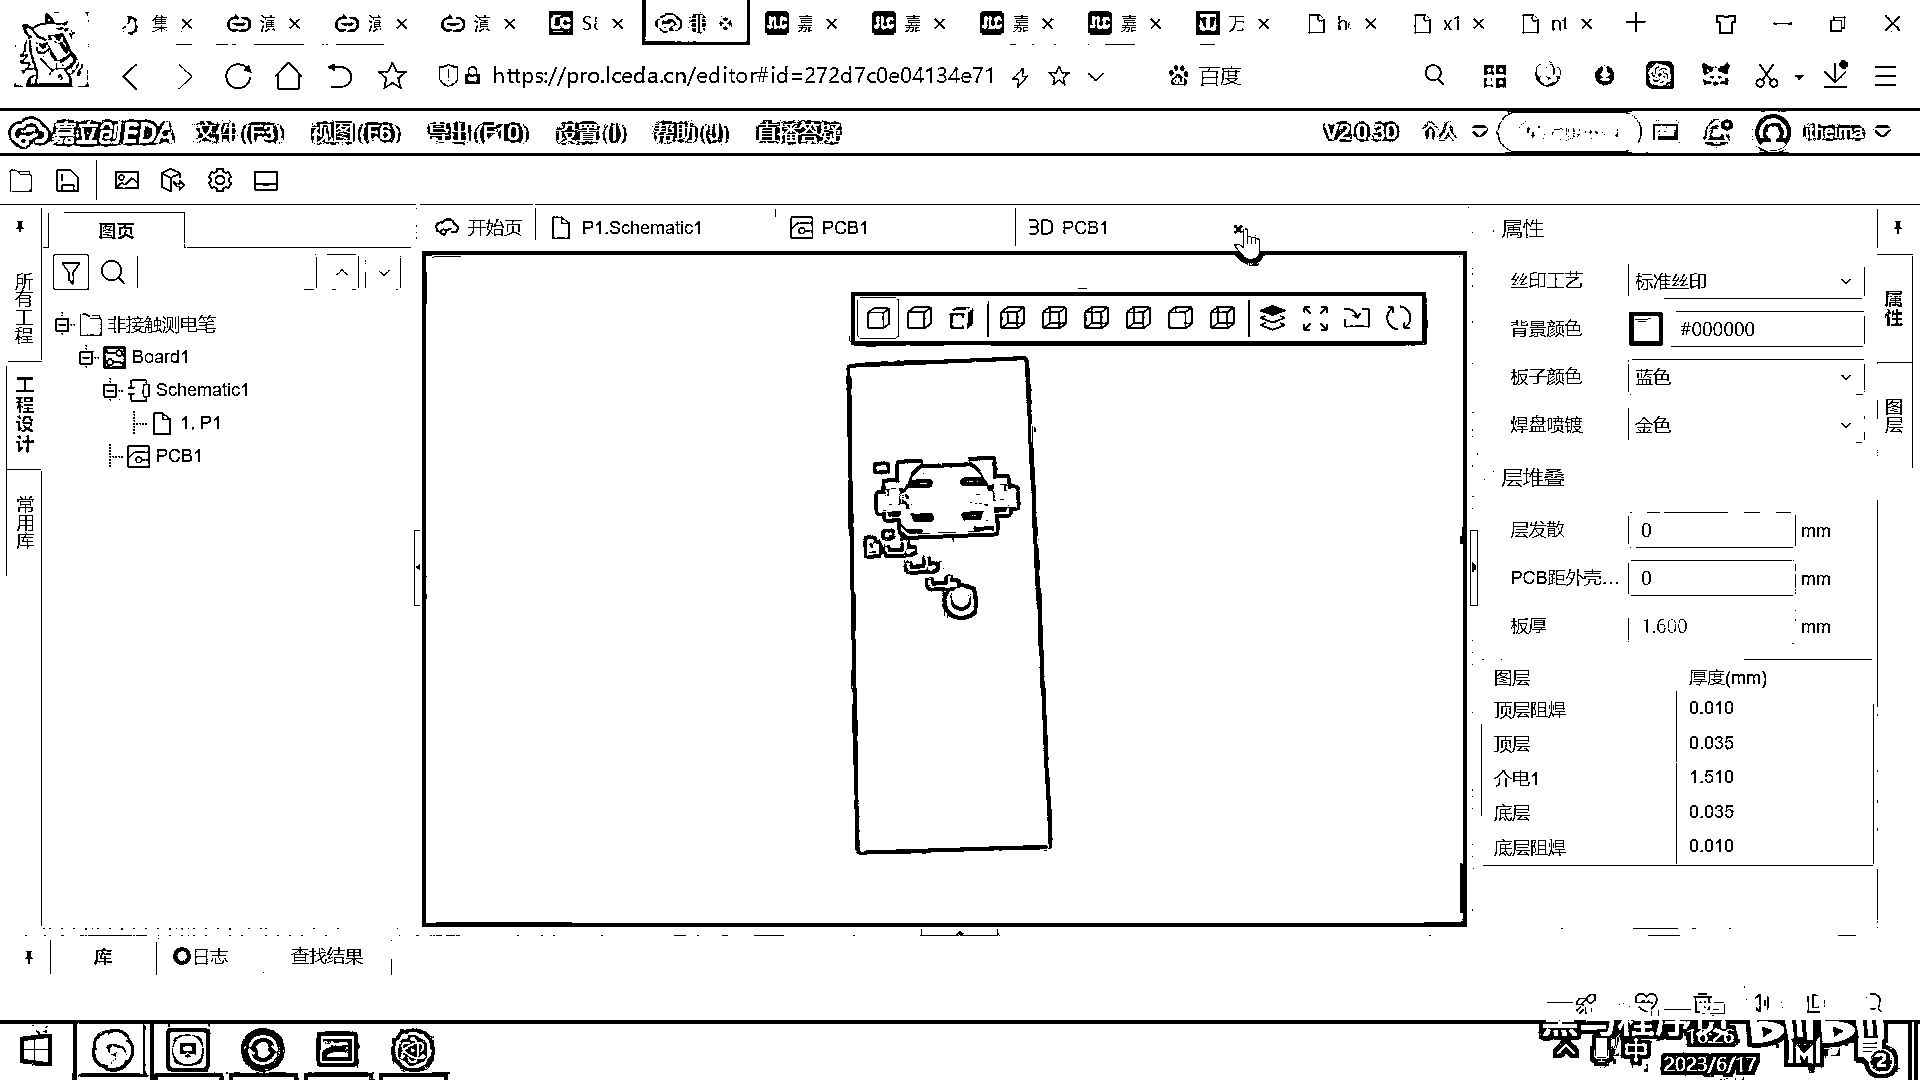 集
演
演
演
非
嘉
嘉
嘉
嘉
万
x1
https://pro.lceda.cn/editor#id=272d7c0e04134e71
百度
嘉立创EDA
文件(F3)
视图(F6)
导出(F10)
设置(I)
帮助(U)
直播答疑
V2.0.30
个人
itheima
图页
开始页
P1.Schematic1
PCB1
3D PCB1
属性
所有工程
工程设计
常用库
非接触测电笔
Board1
Schematic1
1. P1
PCB1
丝印工艺
标准丝印
背景颜色
#000000
板子颜色
蓝色
焊盘喷镀
金色
层堆叠
层发散
0
mm
PCB距外壳...
0
mm
板厚
1.600
mm
图层
厚度(mm)
顶层阻焊
0.010
顶层
0.035
介电1
1.510
底层
0.035
底层阻焊
0.010
属性
图层
库
日志
查找结果
黑马程序员
中
16:26
2023/6/17
2